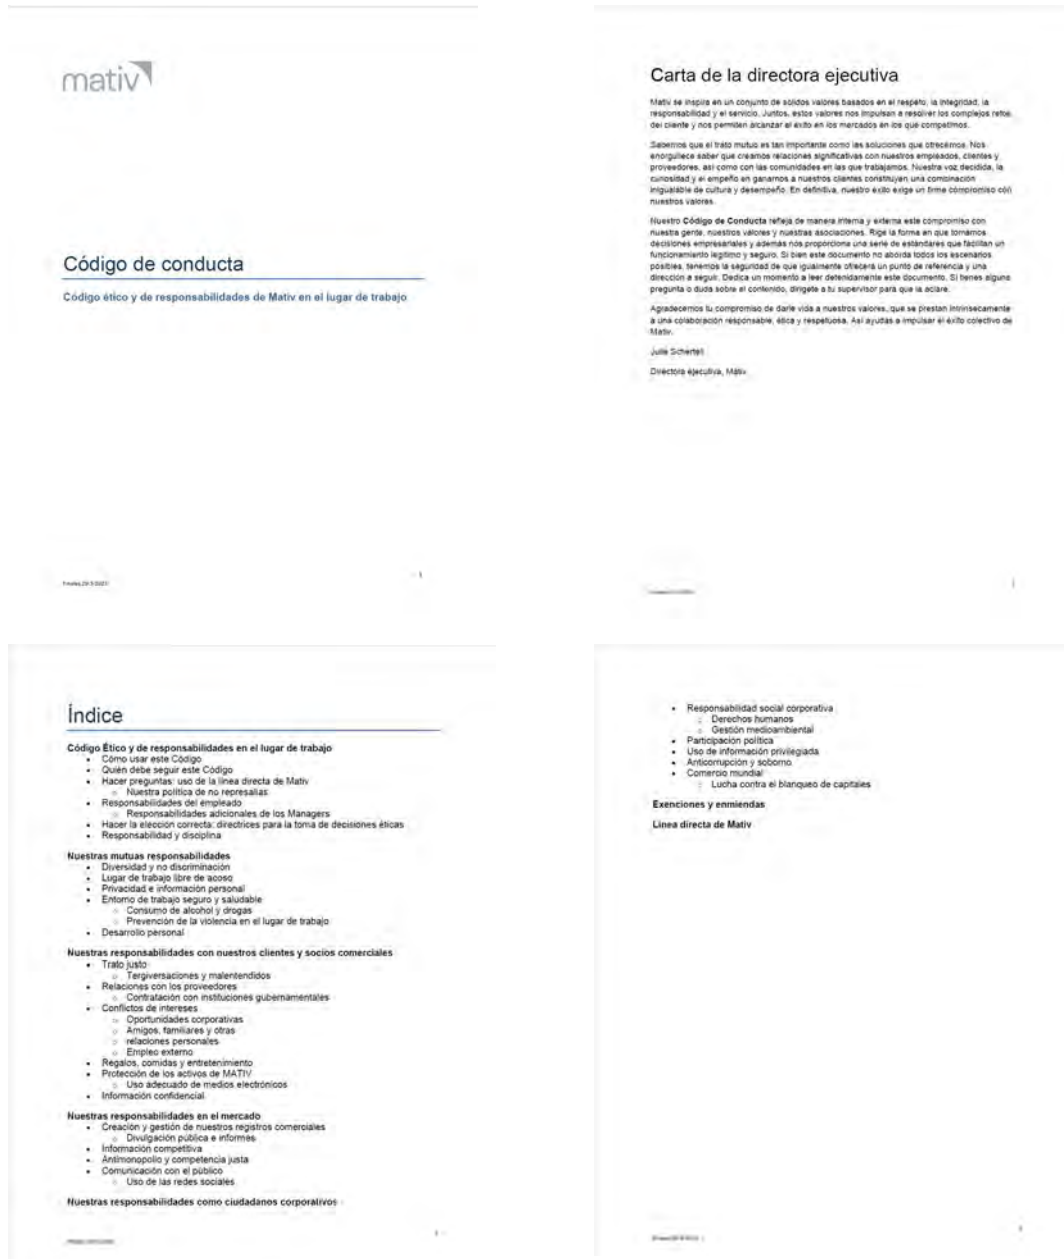 mativ
Código de conducta
Código ético y de responsabilidades de Mativ en el lugar de trabajo
1
Carta de la directora ejecutiva
Mativ se inspira en un conjunto de sólidos valores basados en el respeto, la integridad, la
responsabilidad y el servicio. Juntos, estos valores nos impulsan a resolver los complejos retos
del cliente y nos permiten alcanzar el éxito en los mercados en los que competimos.
Sabemos que el trato mutuo es tan importante como las soluciones que ofrecemos. Nos
enorgullece saber que creamos relaciones significativas con nuestros empleados, clientes y
proveedores, así como con las comunidades en las que trabajamos. Nuestra voz decidida, la
curiosidad y el empeño en ganarnos a nuestros clientes construyen una combinación
inigualable de cultura y desempeño. En definitiva, nuestro éxito exige un firme compromiso con
nuestros valores.
Nuestro Código de Conducta refleja de manera interna y externa este compromiso con
nuestra gente, nuestros valores y nuestras asociaciones. Rige la forma en que tomamos
decisiones empresariales y además nos proporciona una serie de estándares que facilitan un
funcionamiento legítimo y seguro. Si bien este documento no aborda todos los escenarios
posibles, tenemos la seguridad de que igualmente ofrecerá un punto de referencia y una
dirección a seguir. Dedica un momento a leer detenidamente este documento. Si tienes alguna
pregunta o duda sobre el contenido, dirígete a tu supervisor para que la aclare.
Agradecemos tu compromiso de darle vida a nuestros valores, que se prestan intrínsecamente
a una colaboración responsable, ética y respetuosa. Así ayudas a impulsar el éxito colectivo de
Mativ.
Julie Schertell
Directora ejecutiva, Mativ
Índice
Código Ético y de responsabilidades en el lugar de trabajo
• Cómo usar este Código
• Quién debe seguir este Código
• Hacer preguntas: uso de la línea directa de Mativ
o Nuestra política de no represalias
• Responsabilidades del empleado
o Responsabilidades adicionales de los Managers
• Hacer la elección correcta: directrices para la toma de decisiones éticas
• Responsabilidad y disciplina
Nuestras mutuas responsabilidades
• Diversidad y no discriminación
• Lugar de trabajo libre de acoso
• Privacidad e información personal
• Entorno de trabajo seguro y saludable
o Consumo de alcohol y drogas
o Prevención de la violencia en el lugar de trabajo
• Desarrollo personal
Nuestras responsabilidades con nuestros clientes y socios comerciales
• Trato justo
o Tergiversaciones y malentendidos
• Relaciones con los proveedores
o Contratación con instituciones gubernamentales
• Conflictos de intereses
o Oportunidades corporativas
o Amigos, familiares y otras
o relaciones personales
o Empleo externo
• Regalos, comidas y entretenimiento
• Protección de los activos de MATIV
o Uso adecuado de medios electrónicos
• Información confidencial
Nuestras responsabilidades en el mercado
• Creación y gestión de nuestros registros comerciales
o Divulgación pública e informes
• Información competitiva
• Antimonopolio y competencia justa
• Comunicación con el público
o Uso de las redes sociales
Nuestras responsabilidades como ciudadanos corporativos
• Responsabilidad social corporativa
o Derechos humanos
o Gestión medioambiental
• Participación política
• Uso de información privilegiada
• Anticorrupción y soborno
• Comercio mundial
o Lucha contra el blanqueo de capitales
Exenciones y enmiendas
Línea directa de Mativ